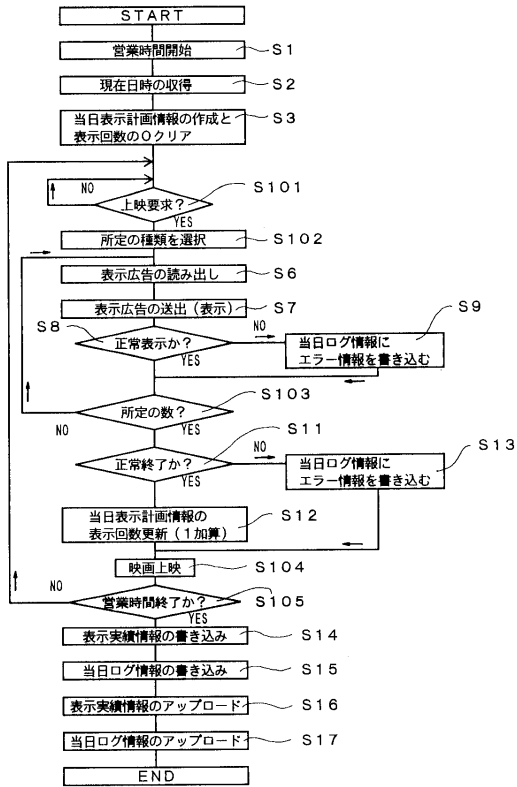 START
営業時間開始
S1
現在日時の収得
S2
当日表示計画情報の作成と
表示回数の0クリア
S3
NO
上映要求?
S101
YES
所定の種類を選択
S102
表示広告の読み出し
S6
表示広告の送出(表示)
S7
S8
正常表示か?
NO
YES
当日ログ情報に
エラー情報を書き込む
S9
所定の数?
S103
NO
YES
正常終了か?
S11
NO
YES
当日ログ情報に
エラー情報を書き込む
S13
当日表示計画情報の
表示回数更新(1加算)
S12
映画上映
S104
NO
営業時間終了か?
S105
YES
表示実績情報の書き込み
S14
当日ログ情報の書き込み
S15
表示実績情報のアップロード
S16
当日ログ情報のアップロード
S17
END